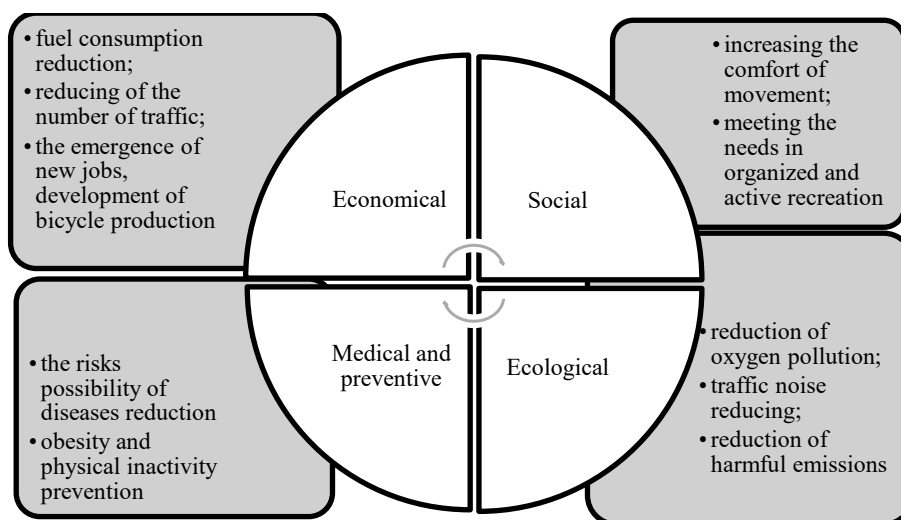 • fuel consumption
reduction;
• reducing of the
number of traffic;
• the emergence of
new jobs,
development of
bicycle production
• increasing the
comfort of
movement;
• meeting the
needs in
organized and
active recreation
Economical
Social
Medical and
preventive
Ecological
• the risks
possibility of
diseases reduction
• obesity and
physical inactivity
prevention
• reduction of
oxygen pollution;
• traffic noise
reducing;
• reduction of
harmful emissions